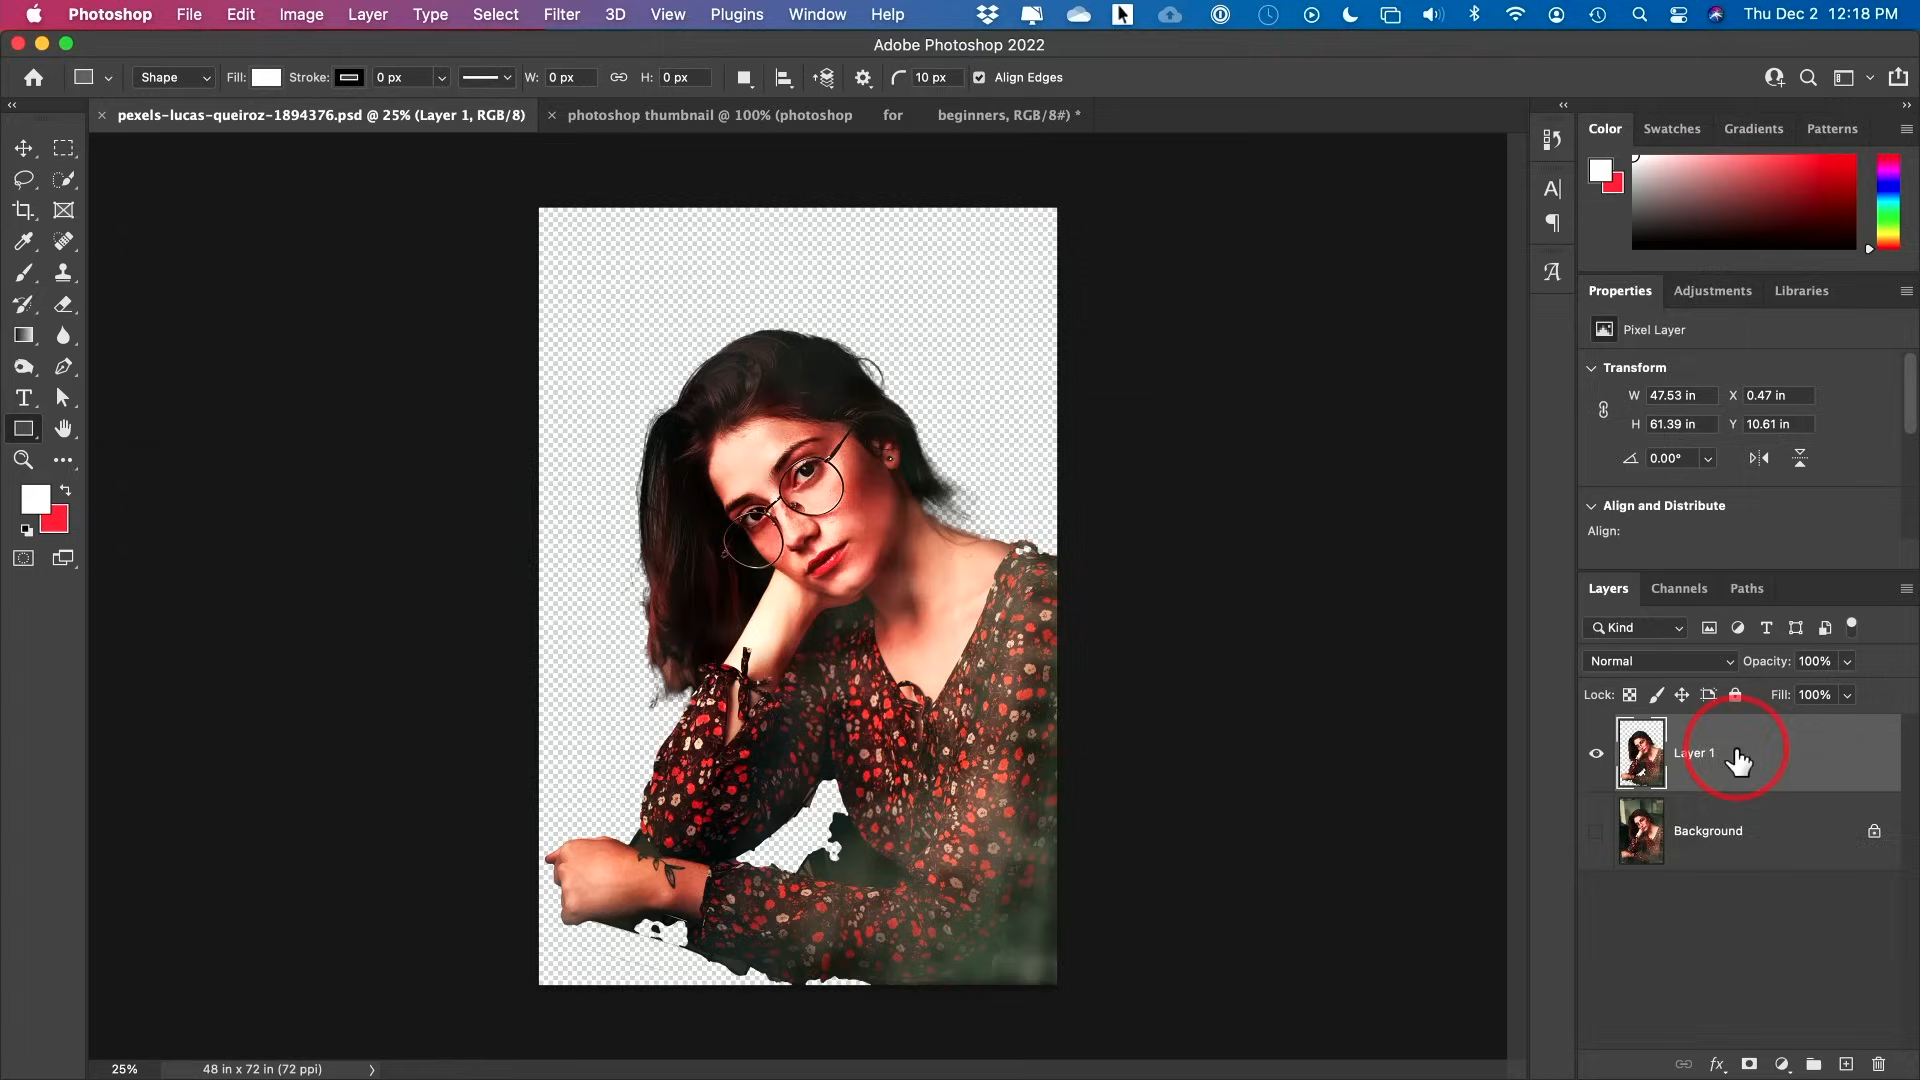 Photoshop File Edit Image Layer Type Select Filter 3D View Plugins Window Help Thu Dec 2 12:18 PM
Adobe Photoshop 2022
Shape Fill: Stroke: 0 px W: 0 px H: 0 px 10 px Align Edges
pexels-lucas-queiroz-1894376.psd @ 25% (Layer 1, RGB/8) photoshop thumbnail @ 100% (photoshop for beginners, RGB/8#) *
Color Swatches Gradients Patterns
Properties Adjustments Libraries
Pixel Layer
Transform
W 47.53 in X 0.47 in
H 61.39 in Y 10.61 in
0.00°
Align and Distribute
Align:
Layers Channels Paths
Kind
Normal Opacity: 100%
Lock: Fill: 100%
Layer 1
Background
25% 48 in x 72 in (72 ppi)